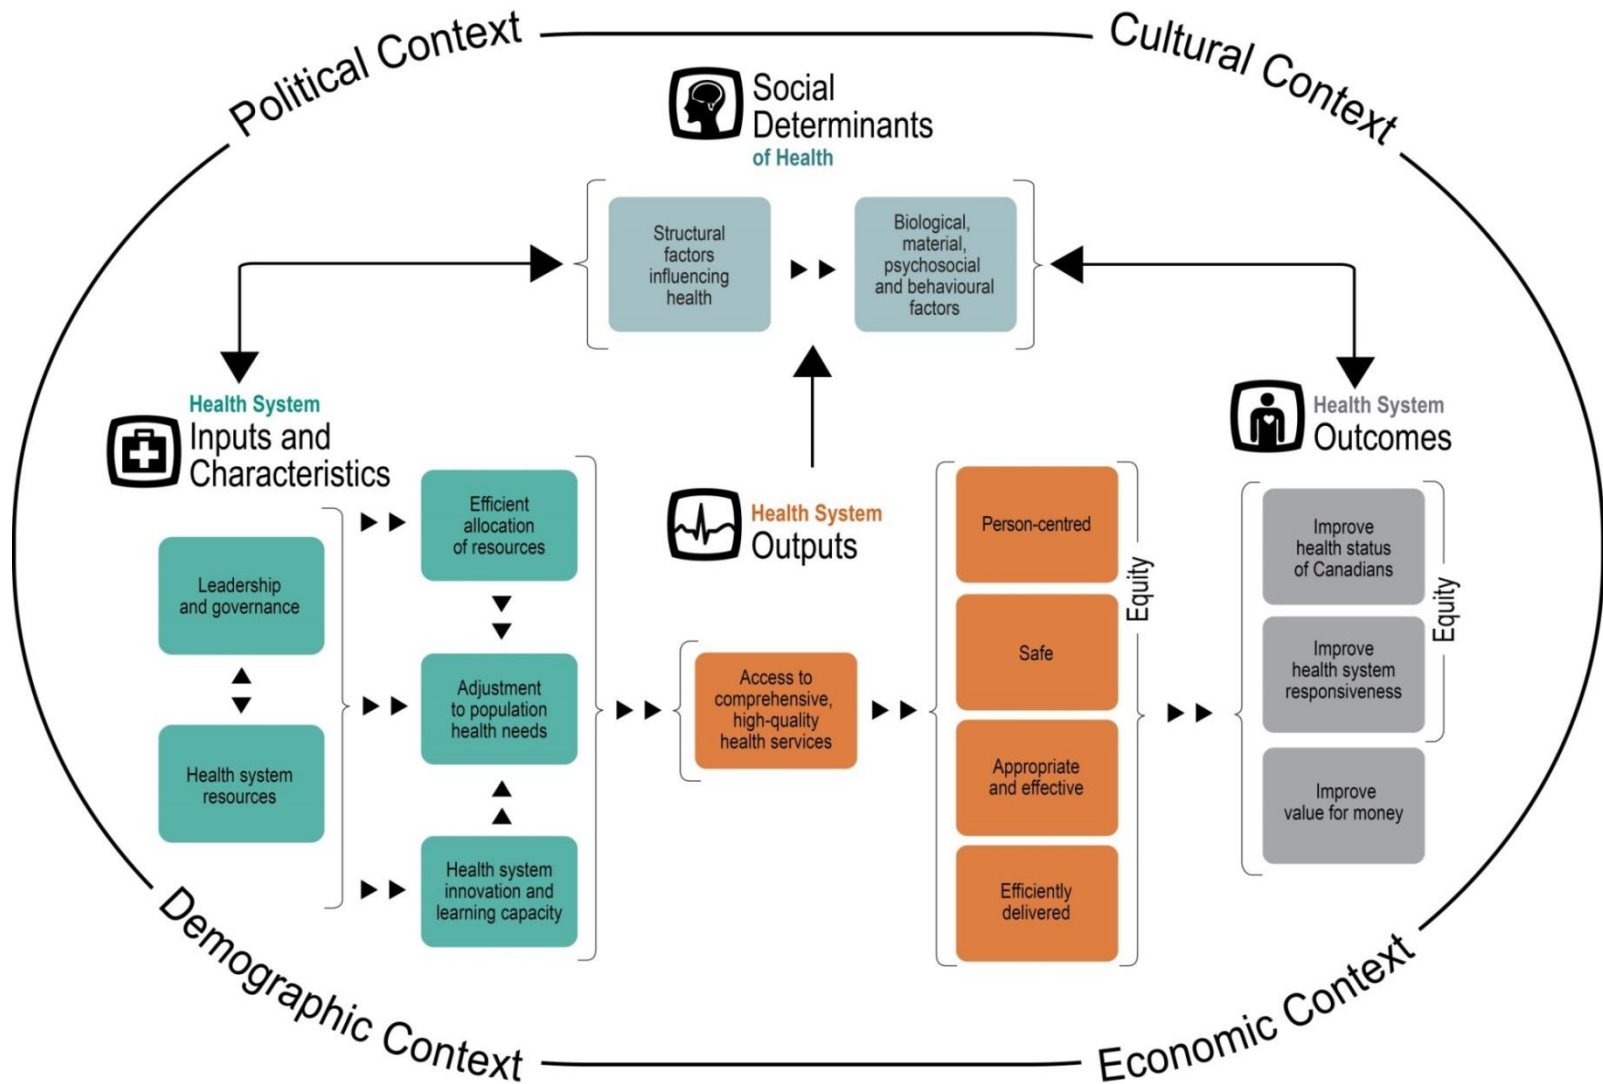 Political Context
Cultural Context
Social
Determinants
of Health
Structural
factors
influencing
health
Biological,
material,
psychosocial
and behavioural
factors
Health System
Inputs and
Characteristics
Leadership
and governance
Health system
resources
Efficient
allocation
of resources
Adjustment
to population
health needs
Health system
innovation and
learning capacity
Health System
Outputs
Access to
comprehensive,
high-quality
health services
Person-centred
Safe
Appropriate
and effective
Efficiently
delivered
Equity
Health System
Outcomes
Improve
health status
of Canadians
Improve
health system
responsiveness
Improve
value for money
Equity
Demographic Context
Economic Context